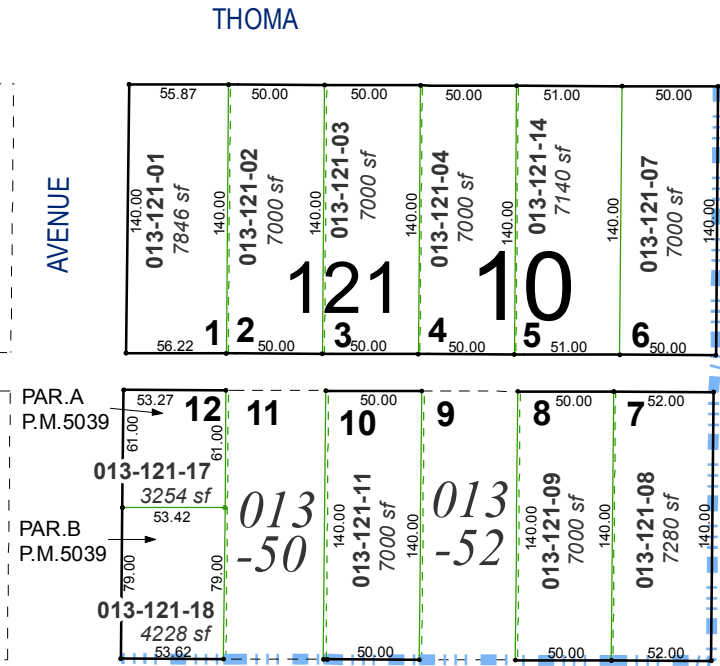 THOMA
AVENUE
55.87 50.00 50.00 50.00 51.00 50.00
140.00
013-121-01
7846 sf
140.00
013-121-02
7000 sf
140.00
013-121-03
7000 sf
140.00
013-121-04
7000 sf
140.00
013-121-14
7140 sf
140.00
013-121-07
7000 sf
140.00
121 10
1 2 3 4 5 6
56.22 50.00 50.00 50.00 51.00 50.00
PAR.A
P.M.5039
53.27 50.00 50.00 52.00
12 11 10 9 8 7
61.00
61.00
013-121-17
3254 sf
53.42
PAR.B
P.M.5039
79.00
79.00
013-121-18
4228 sf
53.62
013
-50
140.00
013-121-11
7000 sf
140.00
013
-52
140.00
013-121-09
7000 sf
140.00
013-121-08
7280 sf
140.00
50.00 50.00 52.00